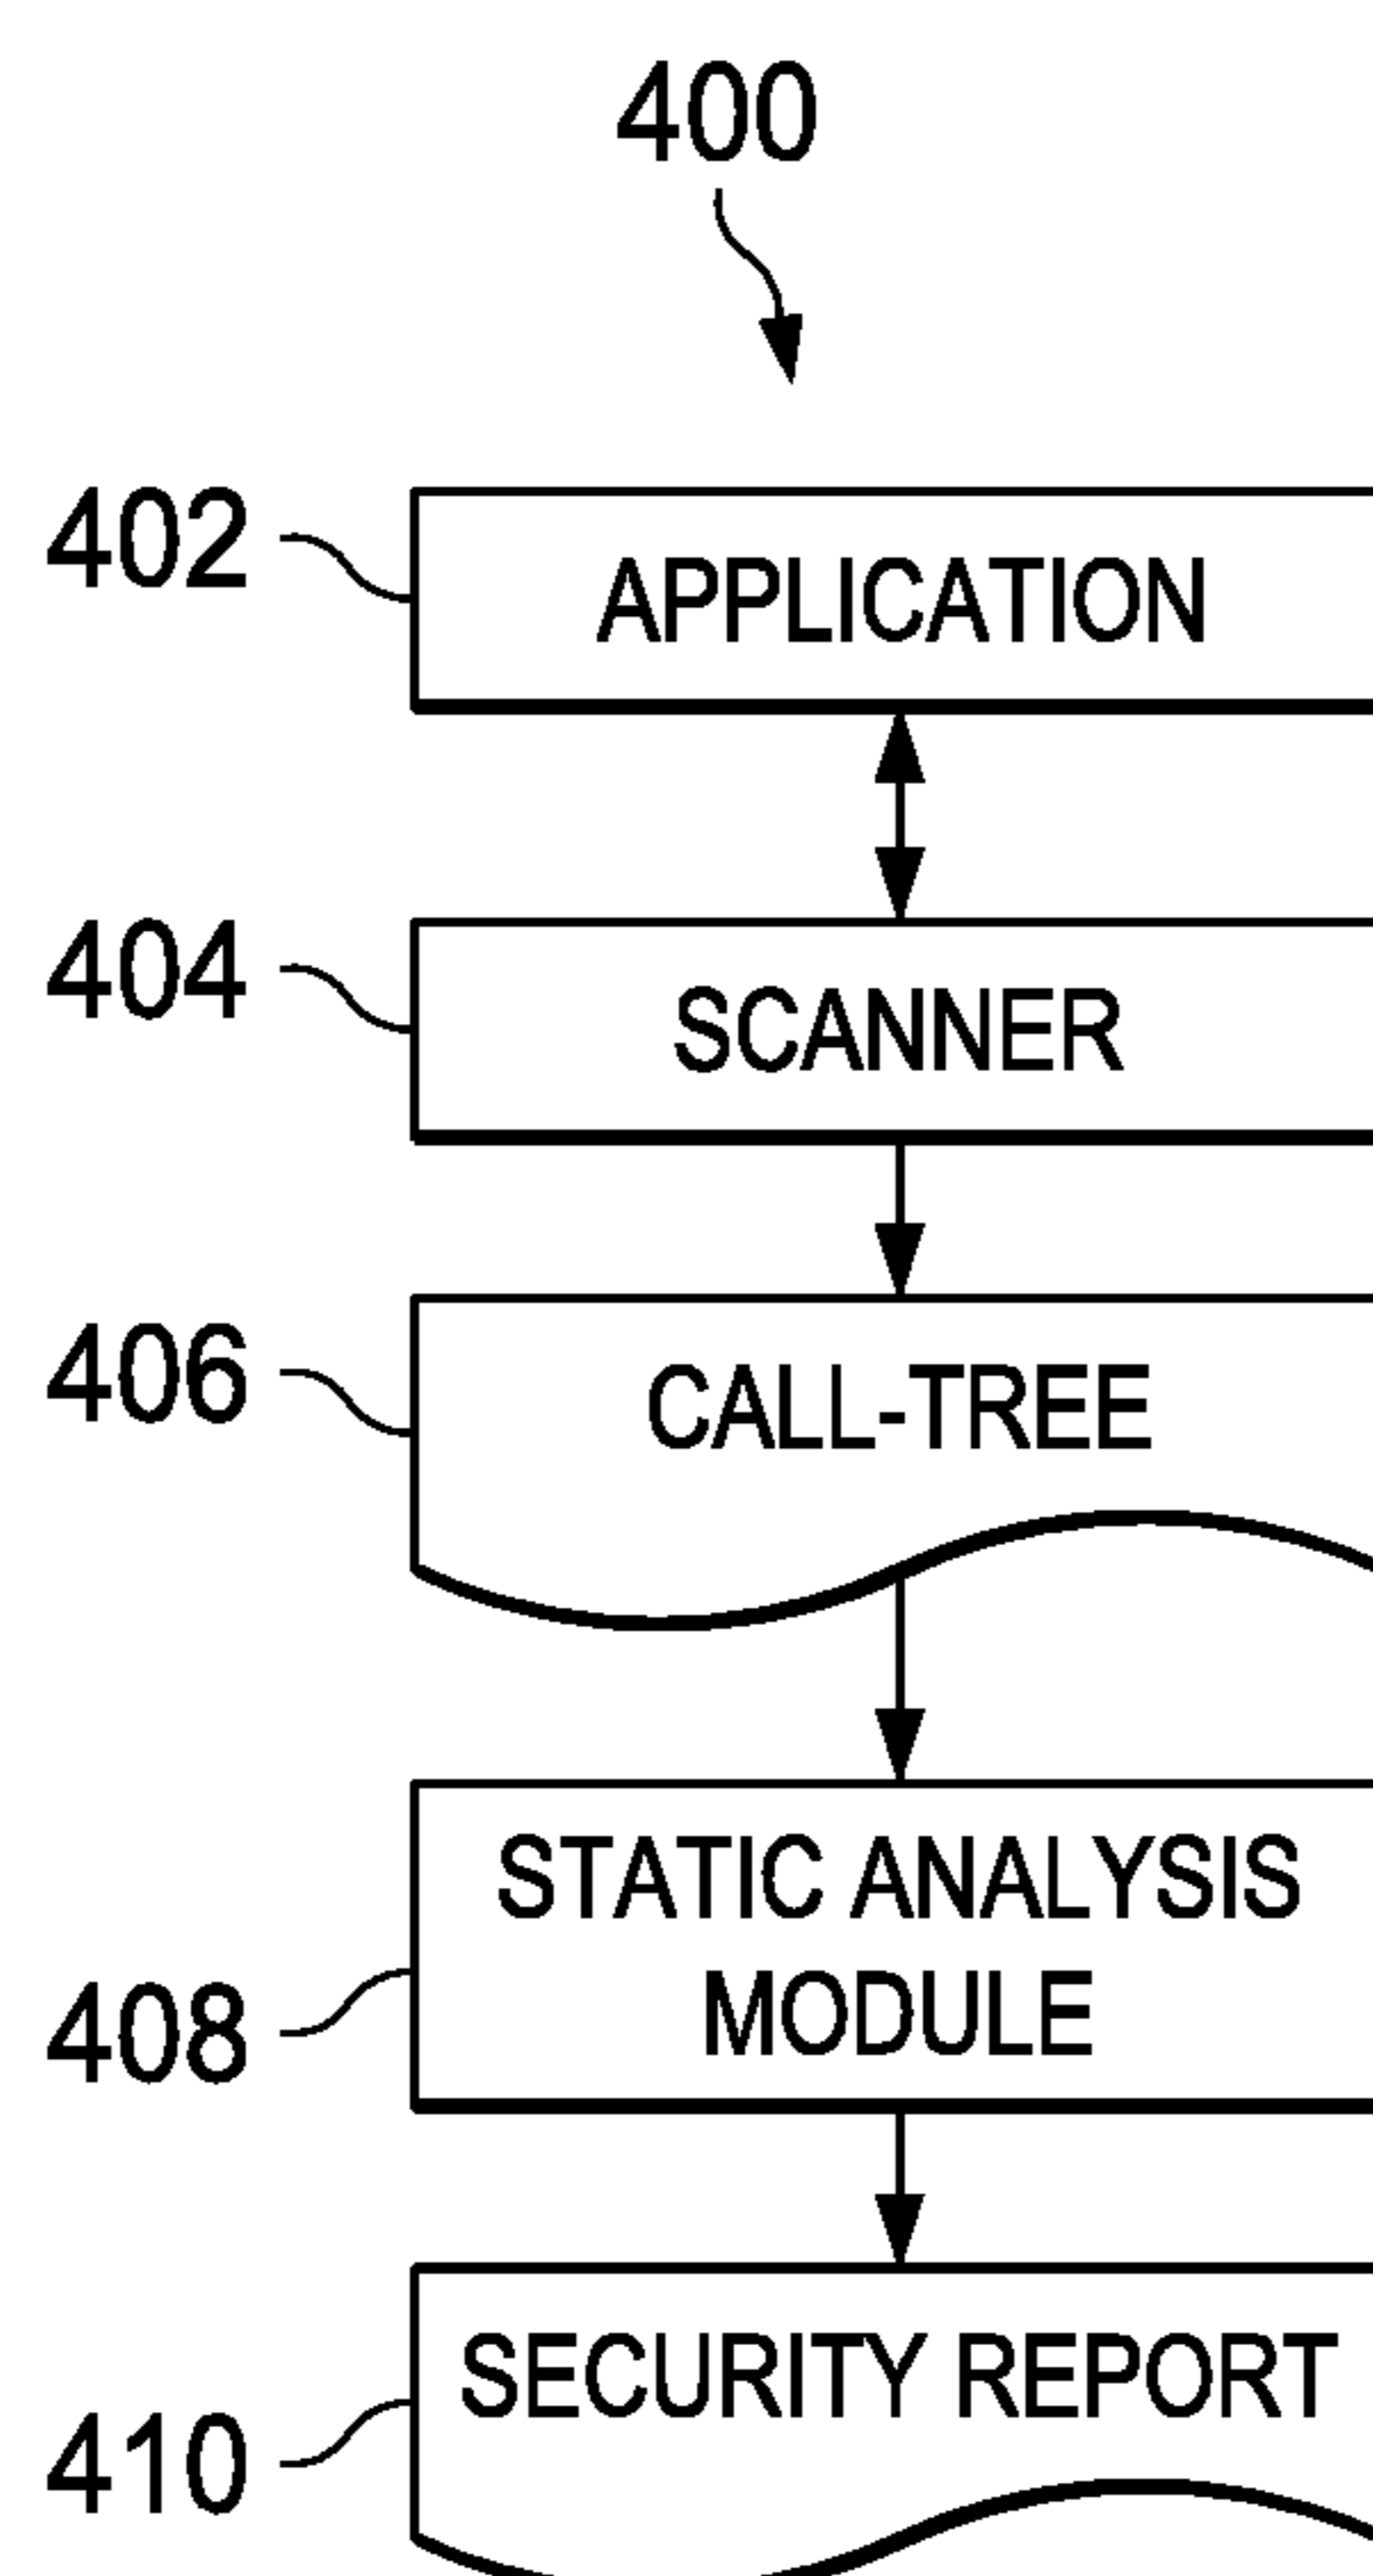 400
402
APPLICATION
404
SCANNER
406
CALL-TREE
STATIC ANALYSIS
MODULE
408
SECURITY REPORT
410